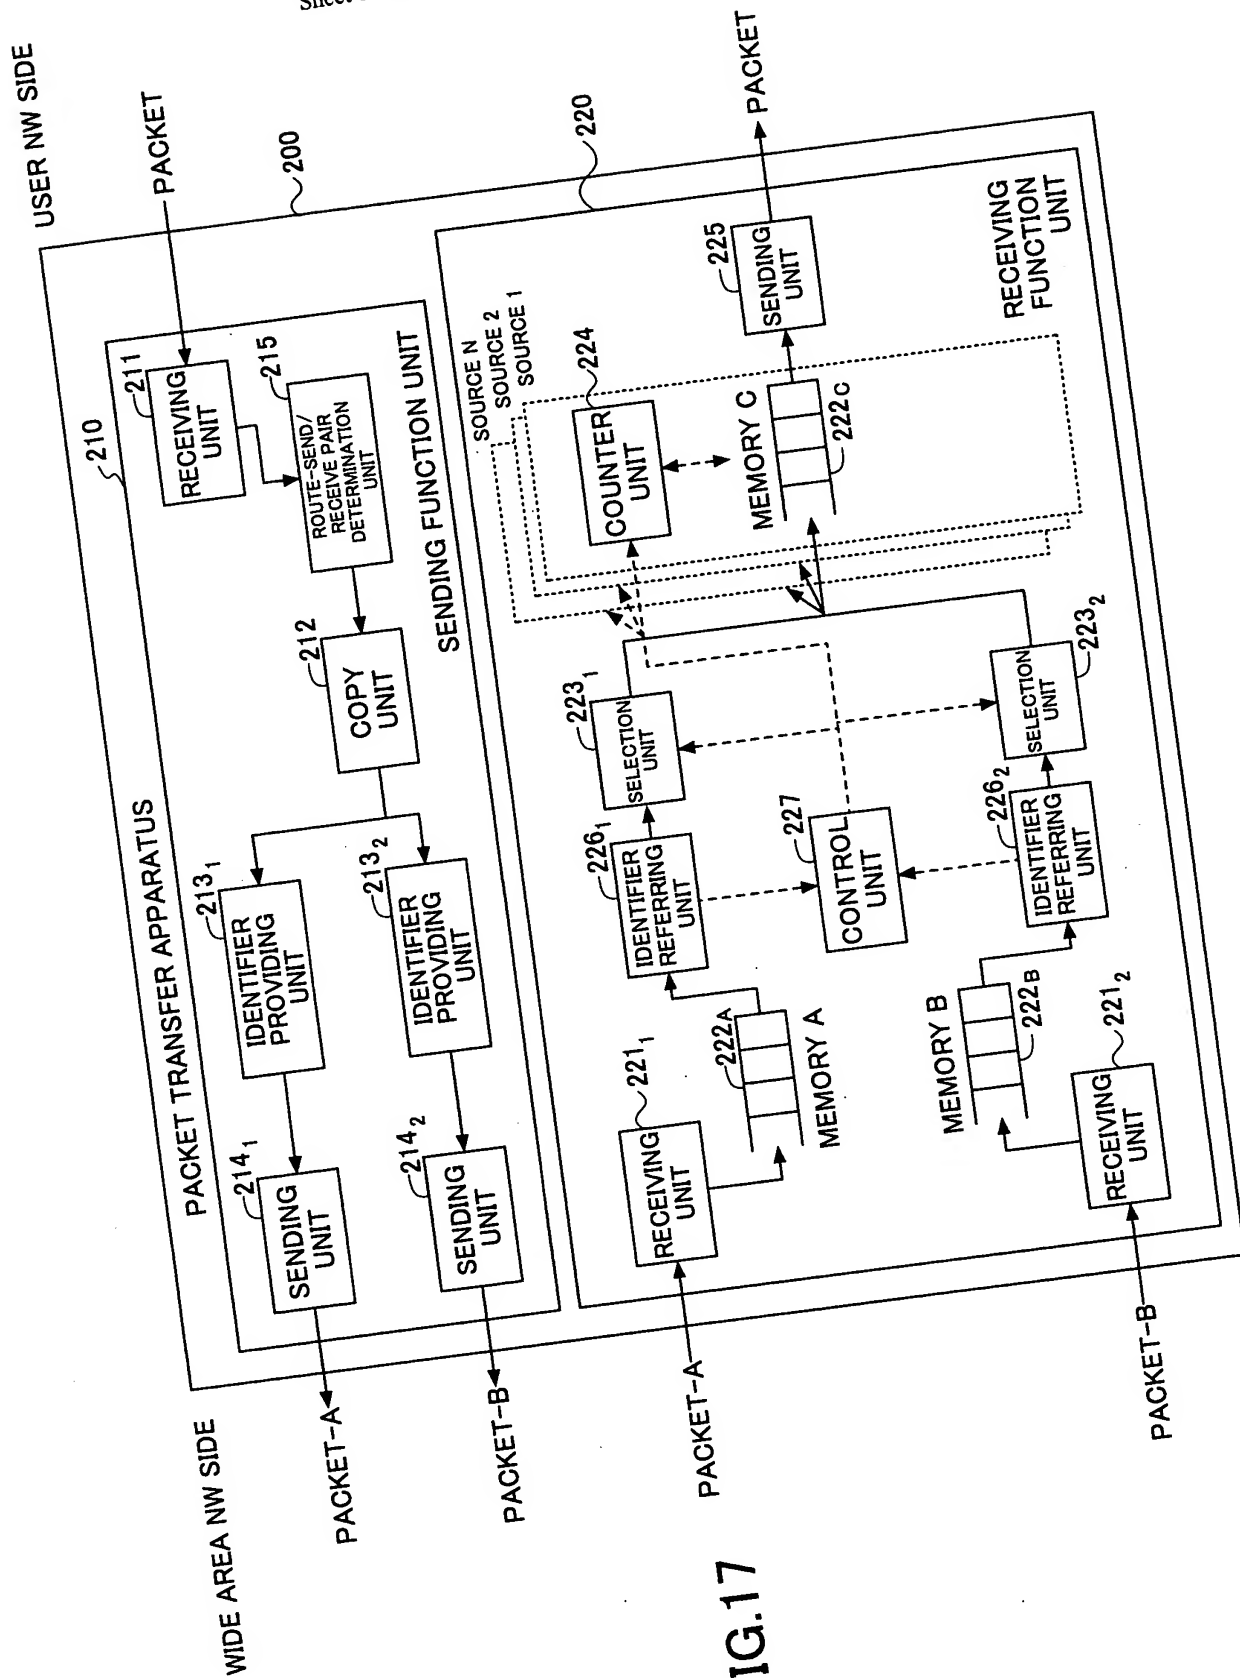 USER NW SIDE
WIDE AREA NW SIDE
PACKET TRANSFER APPARATUS
200
210
PACKET
211
RECEIVING
UNIT
215
ROUTE-SEND/
RECEIVE PAIR
DETERMINATION
UNIT
212
COPY
UNIT
213₁
IDENTIFIER
PROVIDING
UNIT
213₂
IDENTIFIER
PROVIDING
UNIT
214₁
SENDING
UNIT
214₂
SENDING
UNIT
SENDING FUNCTION UNIT
PACKET-A
PACKET-B
220
PACKET-A
221₁
RECEIVING
UNIT
222A
MEMORY A
226₁
IDENTIFIER
REFERRING
UNIT
223₁
SELECTION
UNIT
227
CONTROL
UNIT
PACKET-B
221₂
RECEIVING
UNIT
222B
MEMORY B
226₂
IDENTIFIER
REFERRING
UNIT
223₂
SELECTION
UNIT
SOURCE N
SOURCE 2
SOURCE 1
224
COUNTER
UNIT
MEMORY C
222C
225
SENDING
UNIT
PACKET
RECEIVING
FUNCTION
UNIT
IG.17